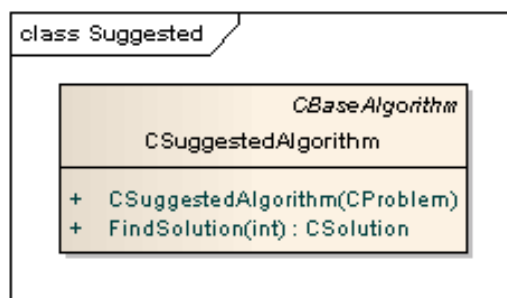 class Suggested
CBaseAlgorithm
CSuggestedAlgorithm
+ CSuggestedAlgorithm(CProblem)
+ FindSolution(int) : CSolution